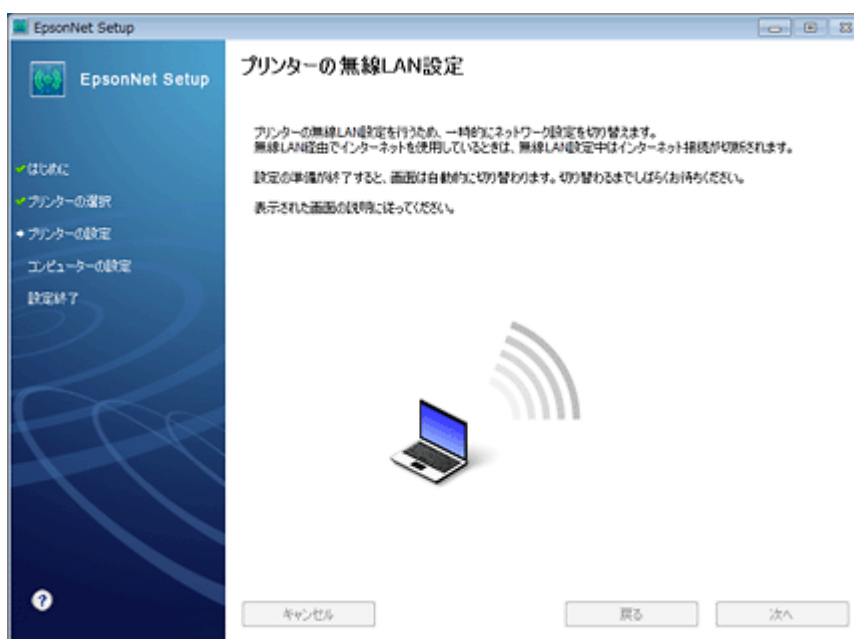 EpsonNet Setup
EpsonNet Setup
はじめに
プリンターの選択
プリンターの設定
コンピューターの設定
設定終了
プリンターの無線LAN設定
プリンターの無線LAN設定を行うため、一時的にネットワーク設定を切り替えます。
無線LAN経由でインターネットを使用しているときは、無線LAN設定中はインターネット接続が切断されます。
設定の準備が終了すると、画面は自動的に切り替わります。切り替わるまでしばらくお待ちください。
表示された画面の説明に従ってください。
?
キャンセル
戻る
次へ